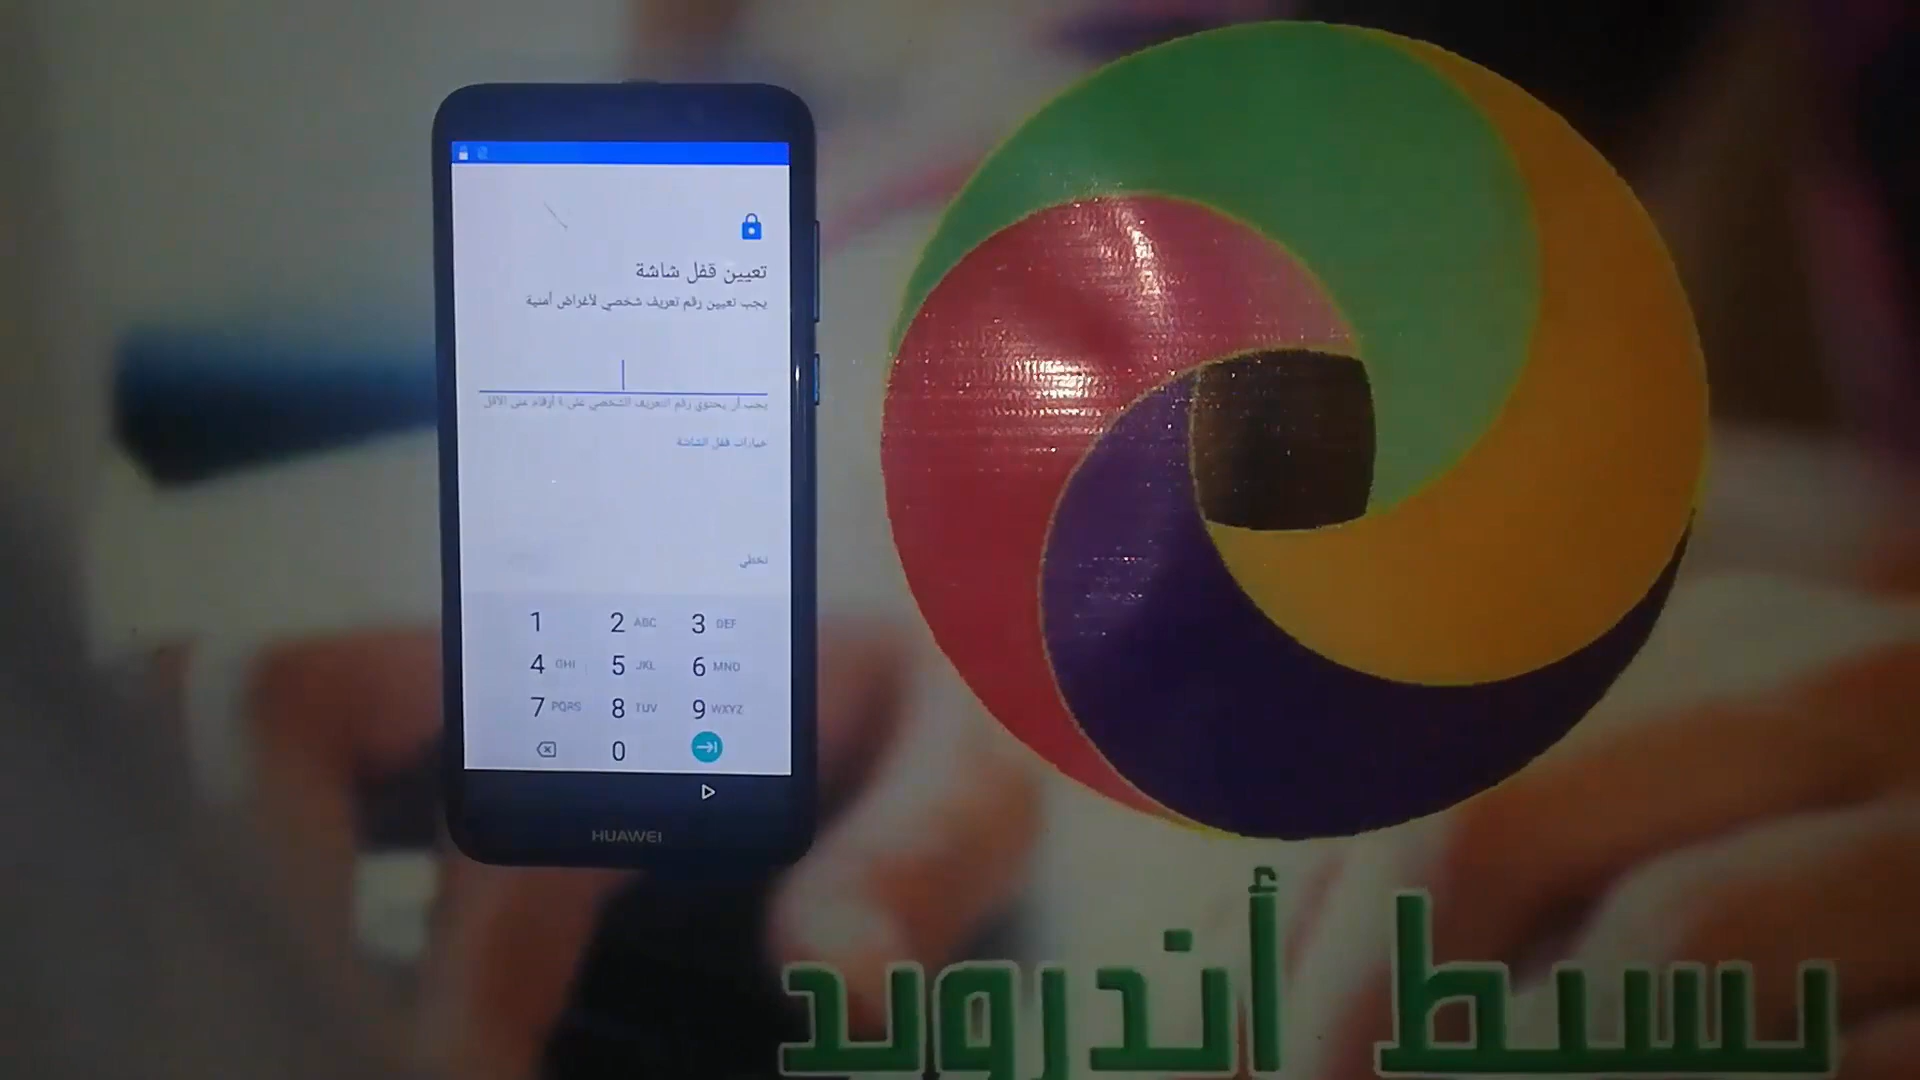 تعيين قفل شاشة
يجب تعيين رقم تعريف شخصي لأغراض أمنية
يجب أن يحتوي رقم التعريف الشخصي على ٤ أرقام على الأقل
خيارات قفل الشاشة
تخطي
1 2 ABC 3 DEF
4 GHI 5 JKL 6 MNO
7 PQRS 8 TUV 9 WXYZ
0
HUAWEI
بسط أندرويد